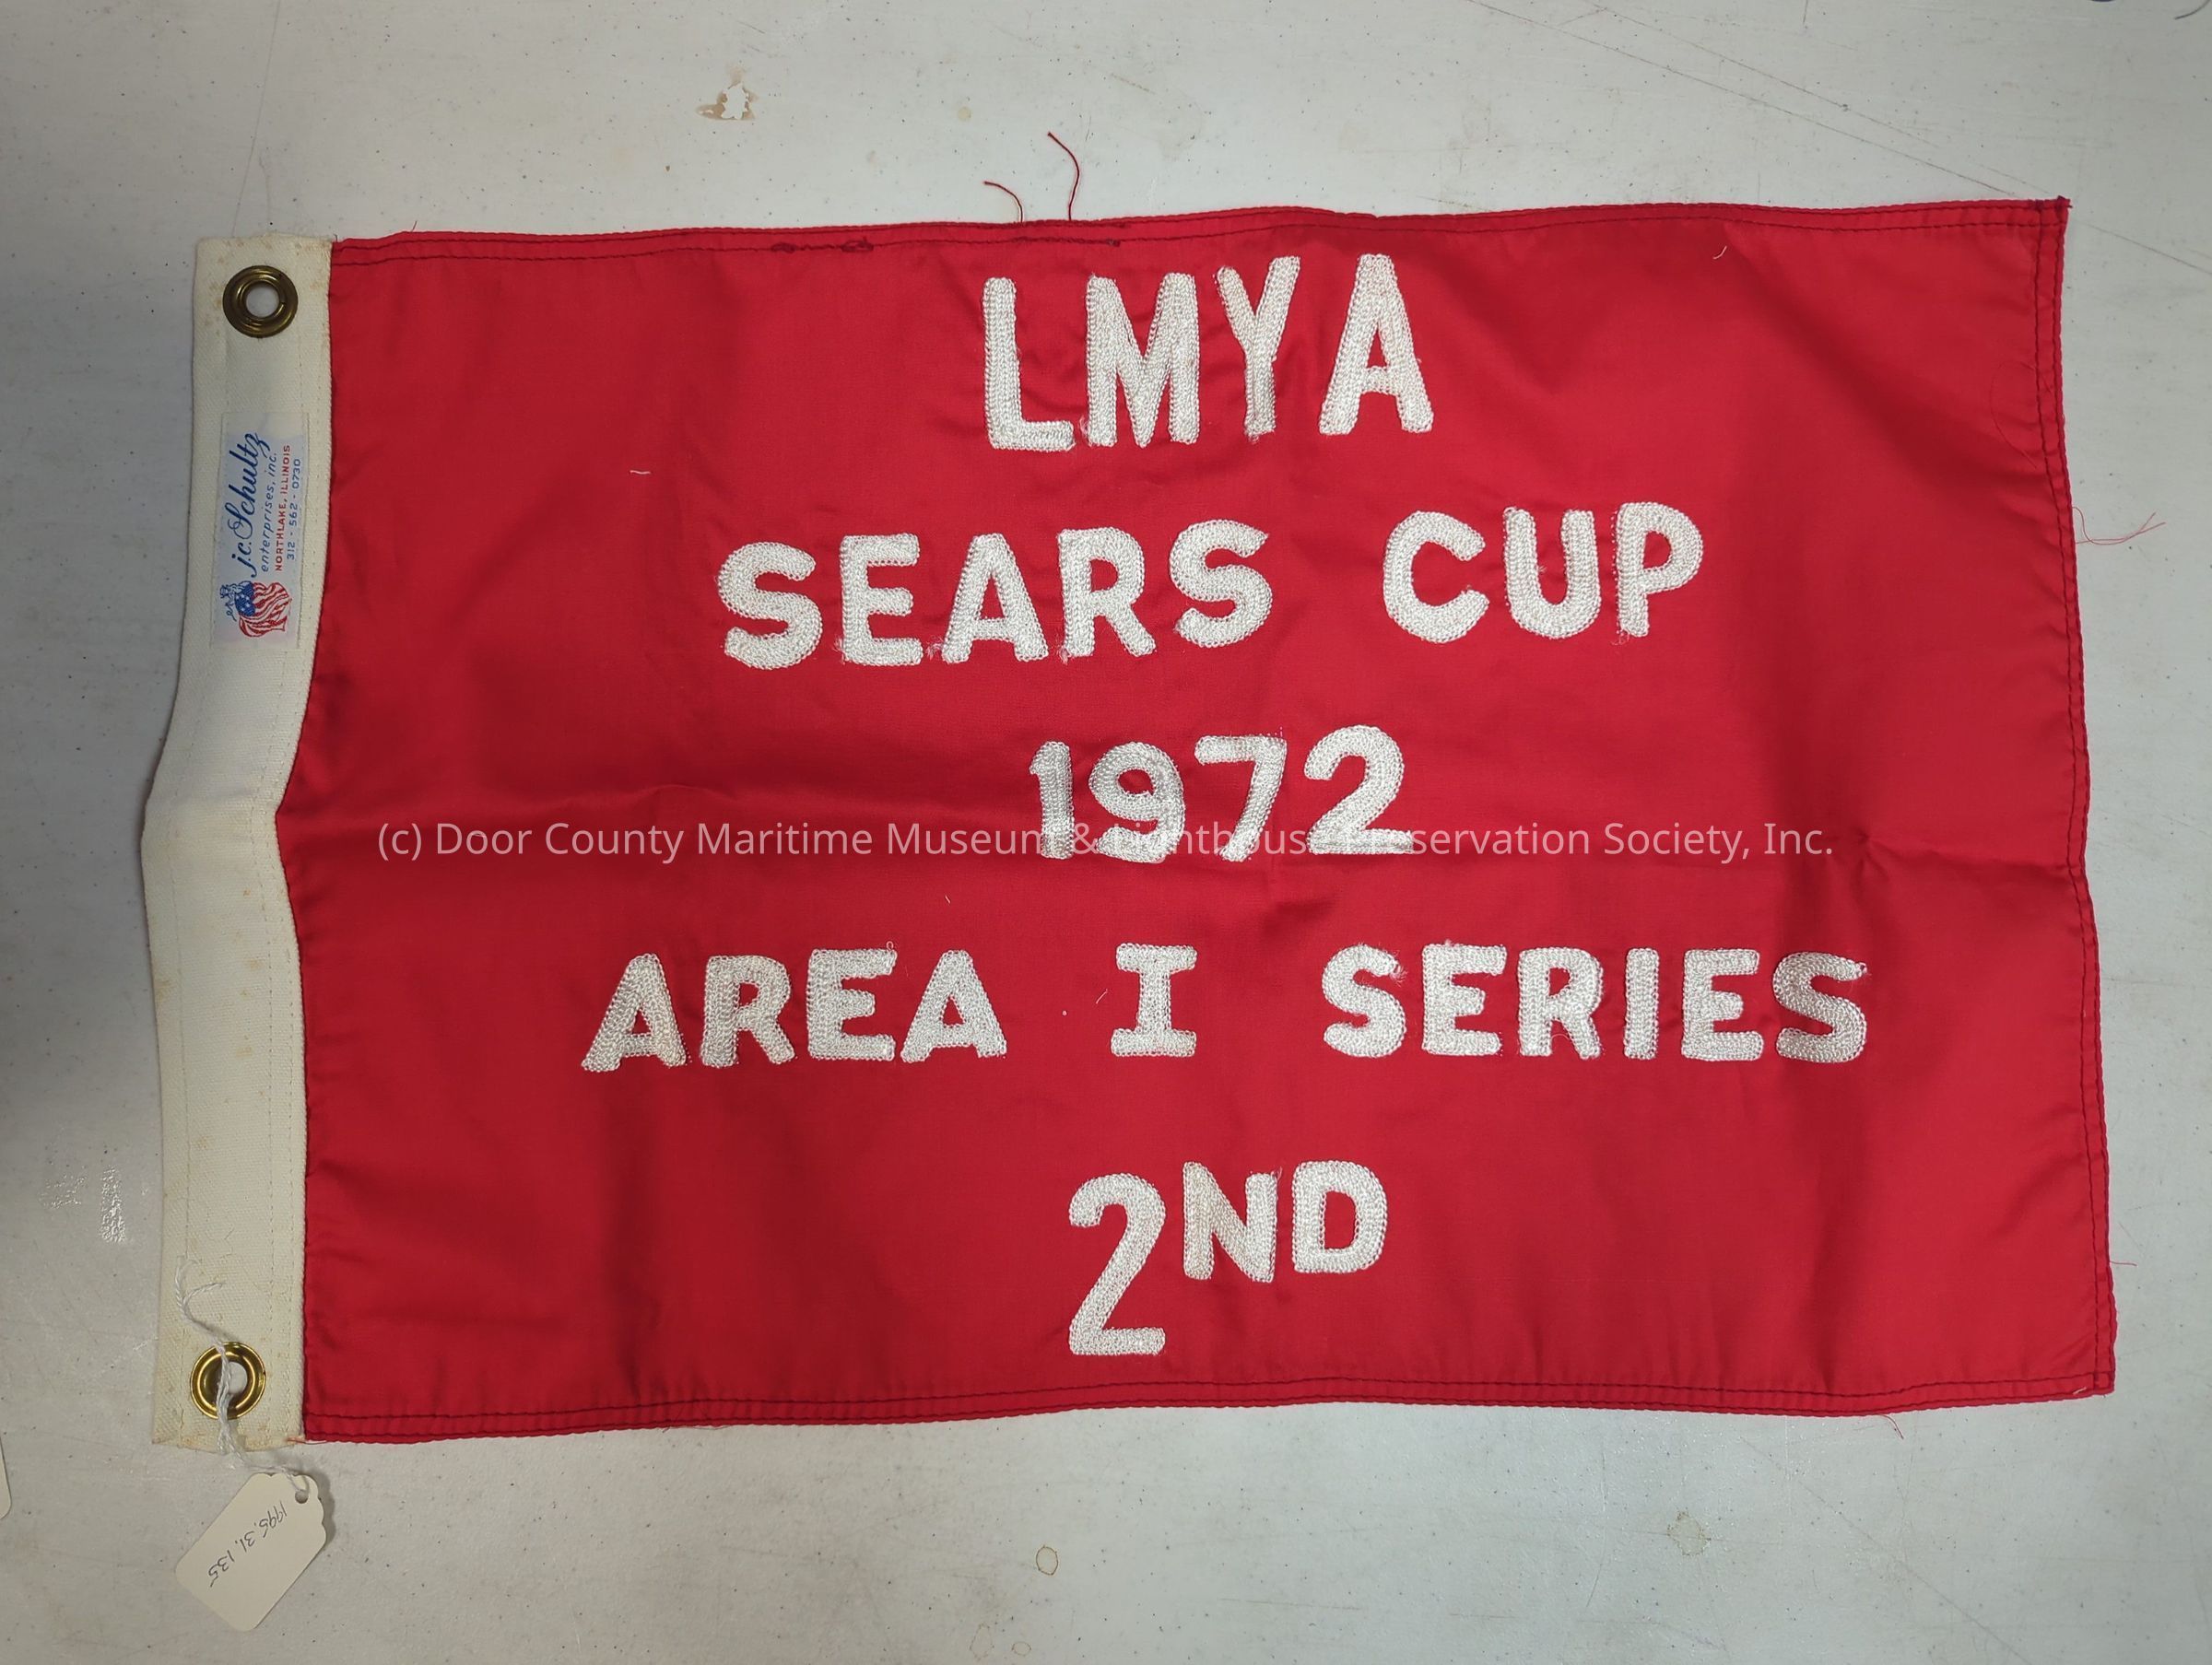 LMYA
SEARS CUP
1972
AREA I SERIES
2ND
j.c. Schultz
enterprises, inc.
NORTHLAKE, ILLINOIS
312 - 562 - 0730
(c) Door County Maritime Museum & Lighthouse Preservation Society, Inc.
1995.31.135